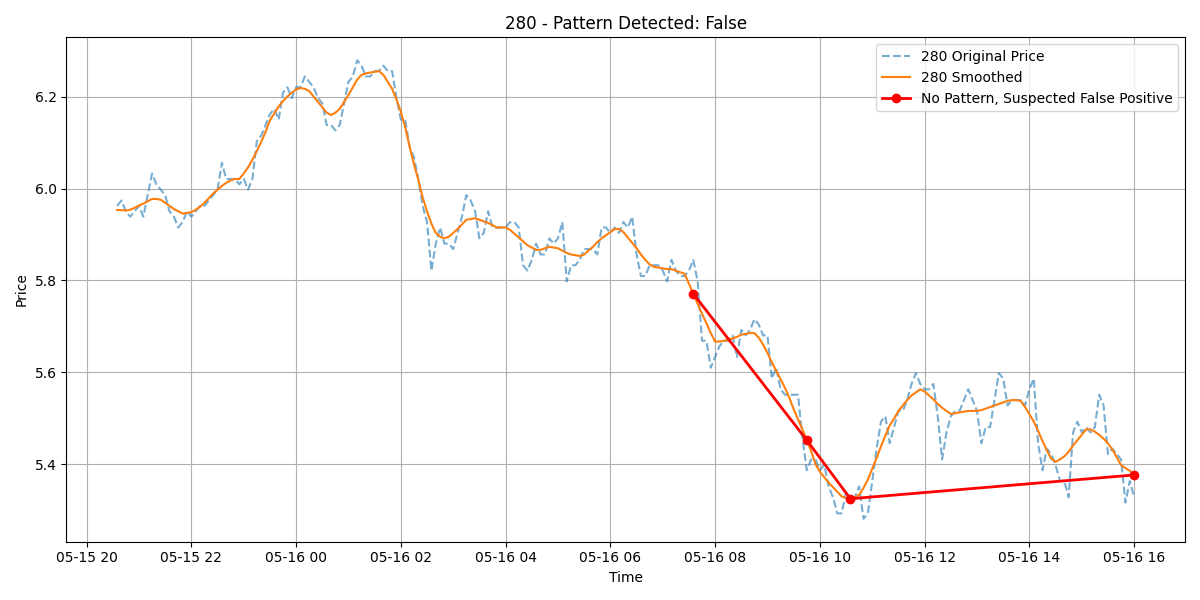 280 - Pattern Detected: False
280 Original Price
280 Smoothed
No Pattern, Suspected False Positive
Price
6.2
6.0
5.8
5.6
5.4
05-15 20 05-15 22 05-16 00 05-16 02 05-16 04 05-16 06 05-16 08 05-16 10 05-16 12 05-16 14 05-16 16
Time